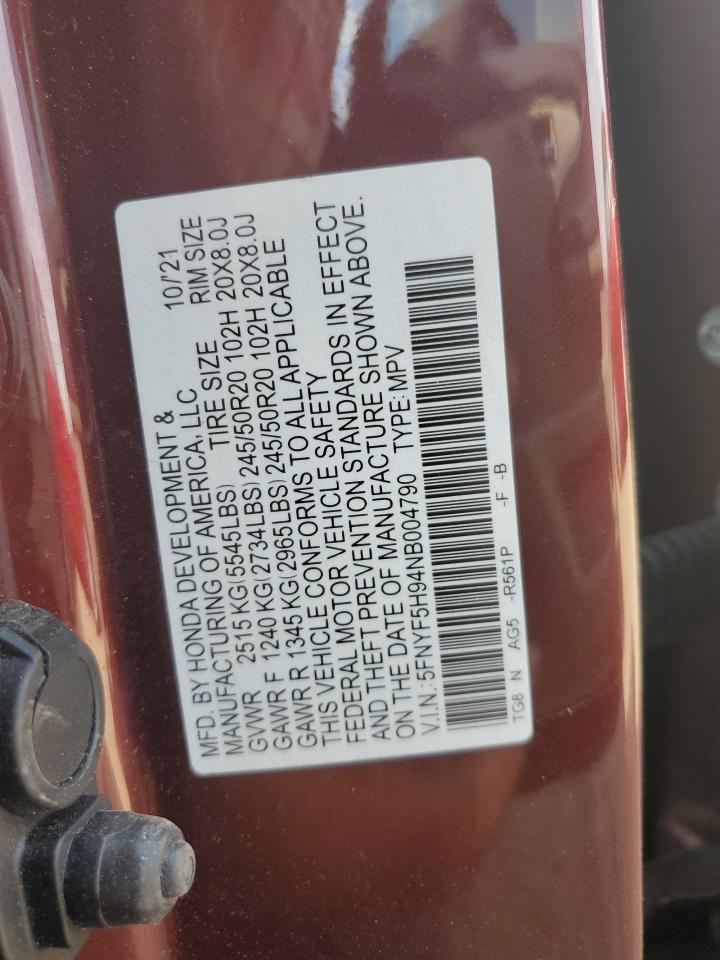 MFD. BY HONDA DEVELOPMENT & 10/'21
MANUFACTURING OF AMERICA, LLC
TIRE SIZE RIM SIZE
GVWR 2515 KG(5545LBS)
GAWR F 1240 KG(2734LBS) 245/50R20 102H 20X8.0J
GAWR R 1345 KG(2965LBS) 245/50R20 102H 20X8.0J
THIS VEHICLE CONFORMS TO ALL APPLICABLE
FEDERAL MOTOR VEHICLE SAFETY
AND THEFT PREVENTION STANDARDS IN EFFECT
ON THE DATE OF MANUFACTURE SHOWN ABOVE.
V.I.N.: 5FNYF5H94NB004790 TYPE: MPV
TG8 N AG5 -R561P -F -B